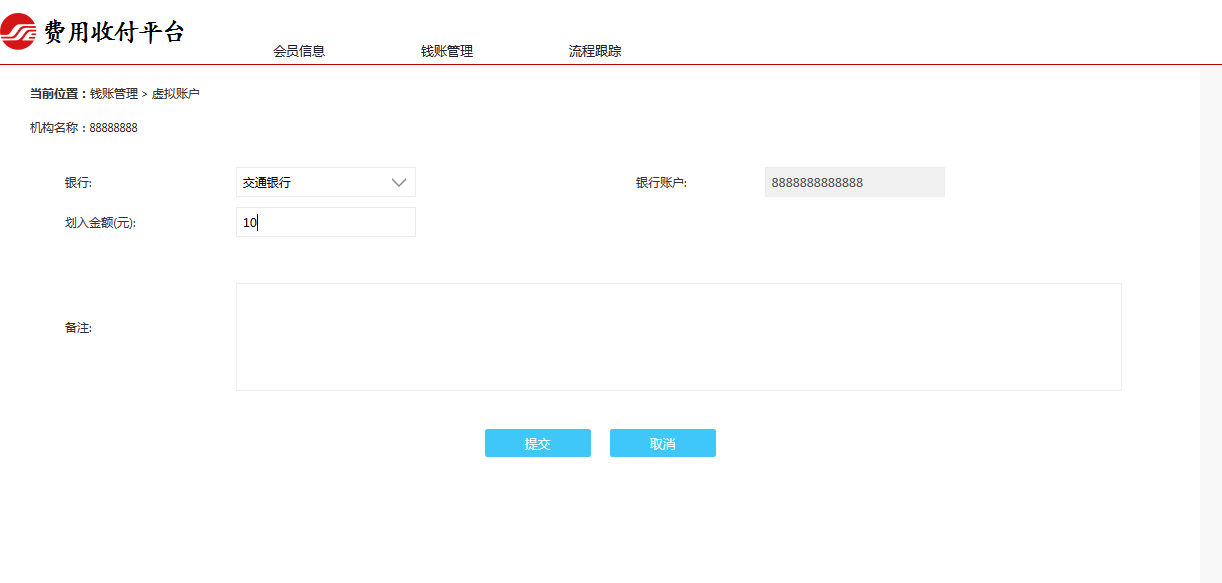 费用收付平台
会员信息 钱账管理 流程跟踪
当前位置：钱账管理 > 虚拟账户
机构名称：88888888
银行: 交通银行 银行账户: 8888888888888
划入金额(元): 10
备注:
提交 取消